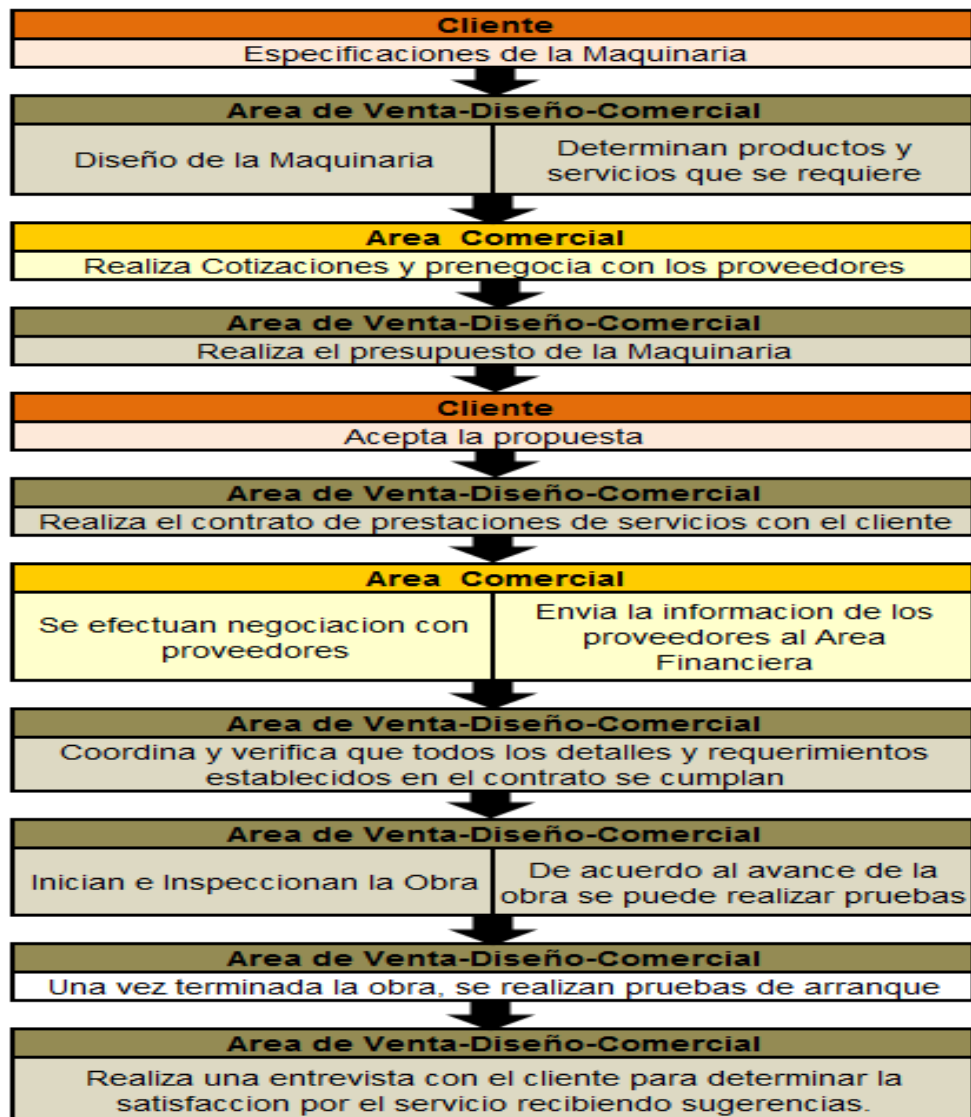 Cliente
Especificaciones de la Maquinaria
Area de Venta-Diseño-Comercial
Diseño de la Maquinaria
Determinan productos y
servicios que se requiere
Area Comercial
Realiza Cotizaciones y prenegocia con los proveedores
Area de Venta-Diseño-Comercial
Realiza el presupuesto de la Maquinaria
Cliente
Acepta la propuesta
Area de Venta-Diseño-Comercial
Realiza el contrato de prestaciones de servicios con el cliente
Area Comercial
Se efectuan negociacion con
proveedores
Envia la informacion de los
proveedores al Area
Financiera
Area de Venta-Diseño-Comercial
Coordina y verifica que todos los detalles y requerimientos
establecidos en el contrato se cumplan
Area de Venta-Diseño-Comercial
Inician e Inspeccionan la Obra
De acuerdo al avance de la
obra se puede realizar pruebas
Area de Venta-Diseño-Comercial
Una vez terminada la obra, se realizan pruebas de arranque
Area de Venta-Diseño-Comercial
Realiza una entrevista con el cliente para determinar la
satisfaccion por el servicio recibiendo sugerencias.